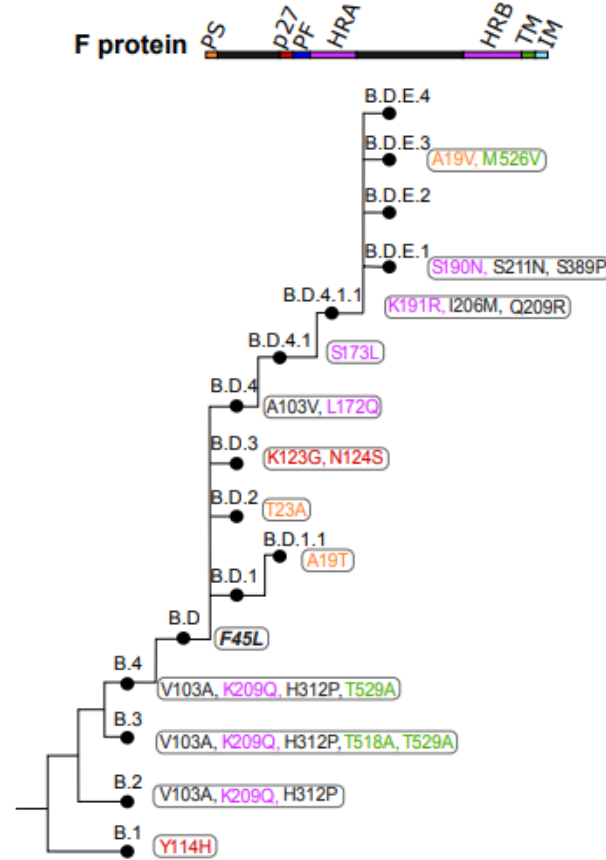 F protein PS p27 PF HRA HRB TM IM
B.D.E.4
B.D.E.3
A19V, M526V
B.D.E.2
B.D.E.1
S190N, S211N, S389P
B.D.4.1.1
K191R, I206M, Q209R
B.D.4.1
S173L
B.D.4
A103V, L172Q
B.D.3
K123G, N124S
B.D.2
T23A
B.D.1.1
A19T
B.D.1
B.D
F45L
B.4
V103A, K209Q, H312P, T529A
B.3
V103A, K209Q, H312P, T518A, T529A
B.2
V103A, K209Q, H312P
B.1
Y114H